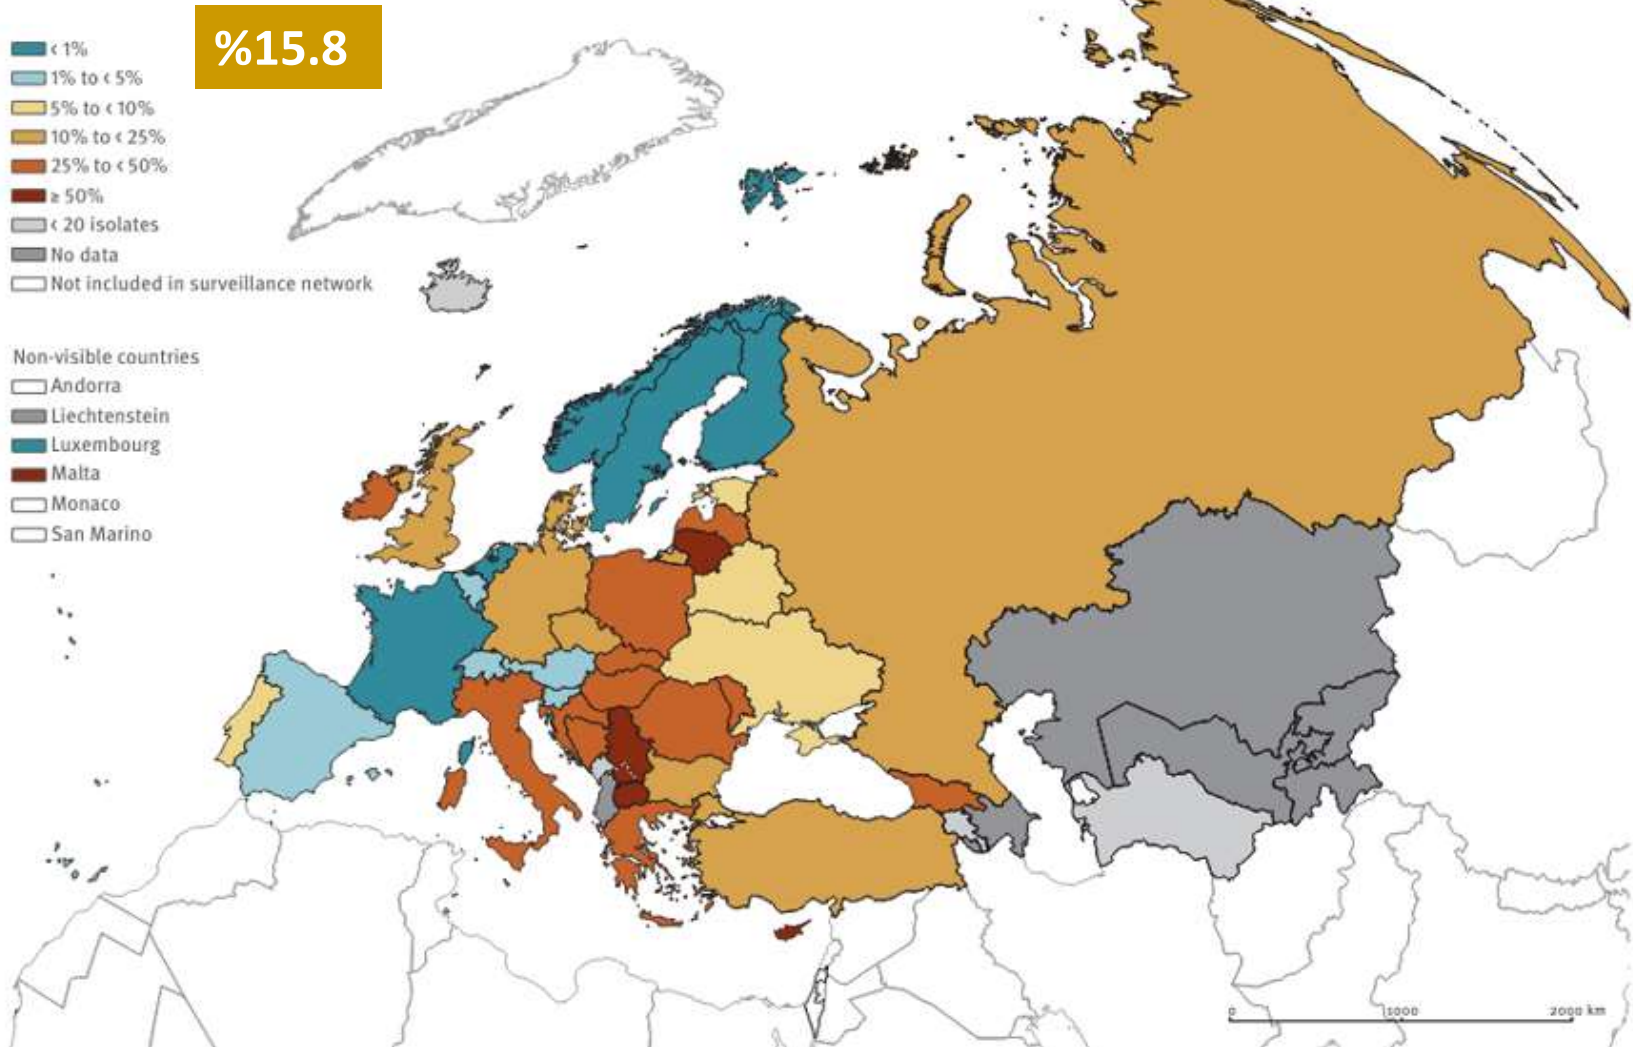 %15.8
< 1%
1% to < 5%
5% to < 10%
10% to < 25%
25% to < 50%
≥ 50%
< 20 isolates
No data
Not included in surveillance network
Non-visible countries
Andorra
Liechtenstein
Luxembourg
Malta
Monaco
San Marino
0 1000 2000 km